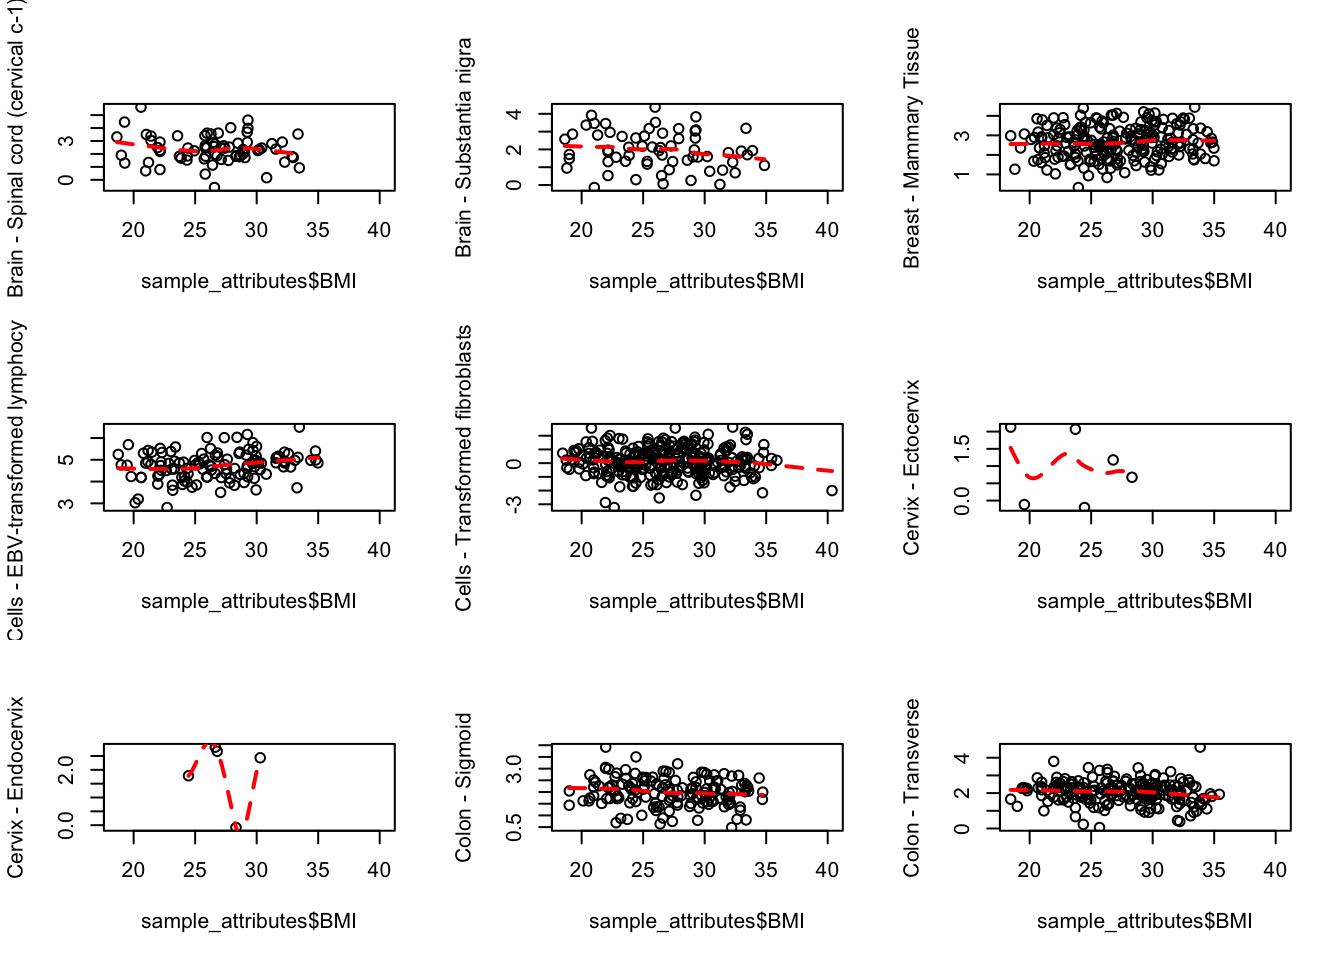 Brain - Spinal cord (cervical c-1)
0 3
20 25 30 35 40
sample_attributes$BMI
Brain - Substantia nigra
0 2 4
20 25 30 35 40
sample_attributes$BMI
Breast - Mammary Tissue
1 3
20 25 30 35 40
sample_attributes$BMI
Cells - EBV-transformed lymphocy
3 5
20 25 30 35 40
sample_attributes$BMI
Cells - Transformed fibroblasts
-3 0
20 25 30 35 40
sample_attributes$BMI
Cervix - Ectocervix
0.0 1.5
20 25 30 35 40
sample_attributes$BMI
Cervix - Endocervix
0.0 2.0
20 25 30 35 40
sample_attributes$BMI
Colon - Sigmoid
0.5 3.0
20 25 30 35 40
sample_attributes$BMI
Colon - Transverse
0 2 4
20 25 30 35 40
sample_attributes$BMI